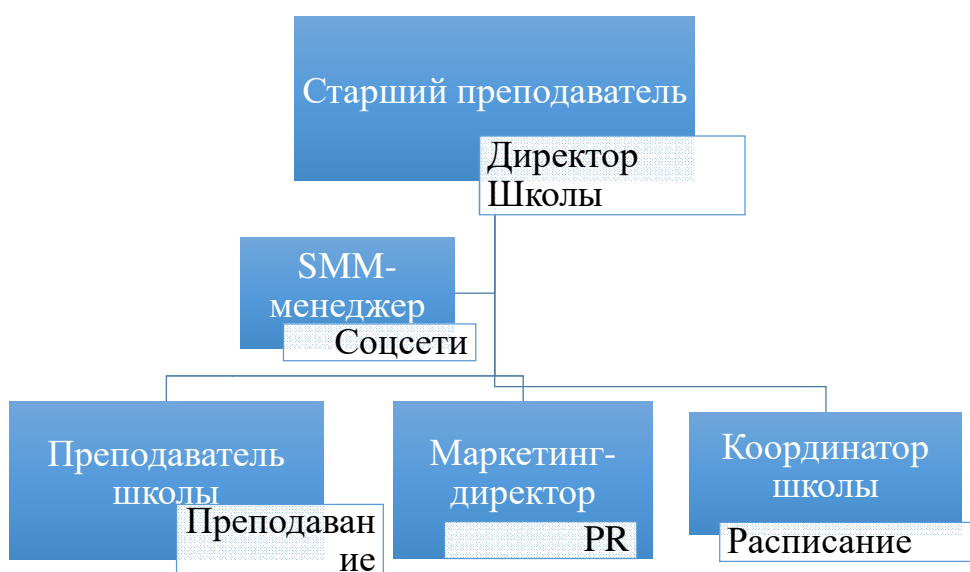 Старший преподаватель
Директор
Школы
SMM-
менеджер
Соцсети
Преподаватель
школы
Преподаван
ие
Маркетинг-
директор
PR
Координатор
школы
Расписание